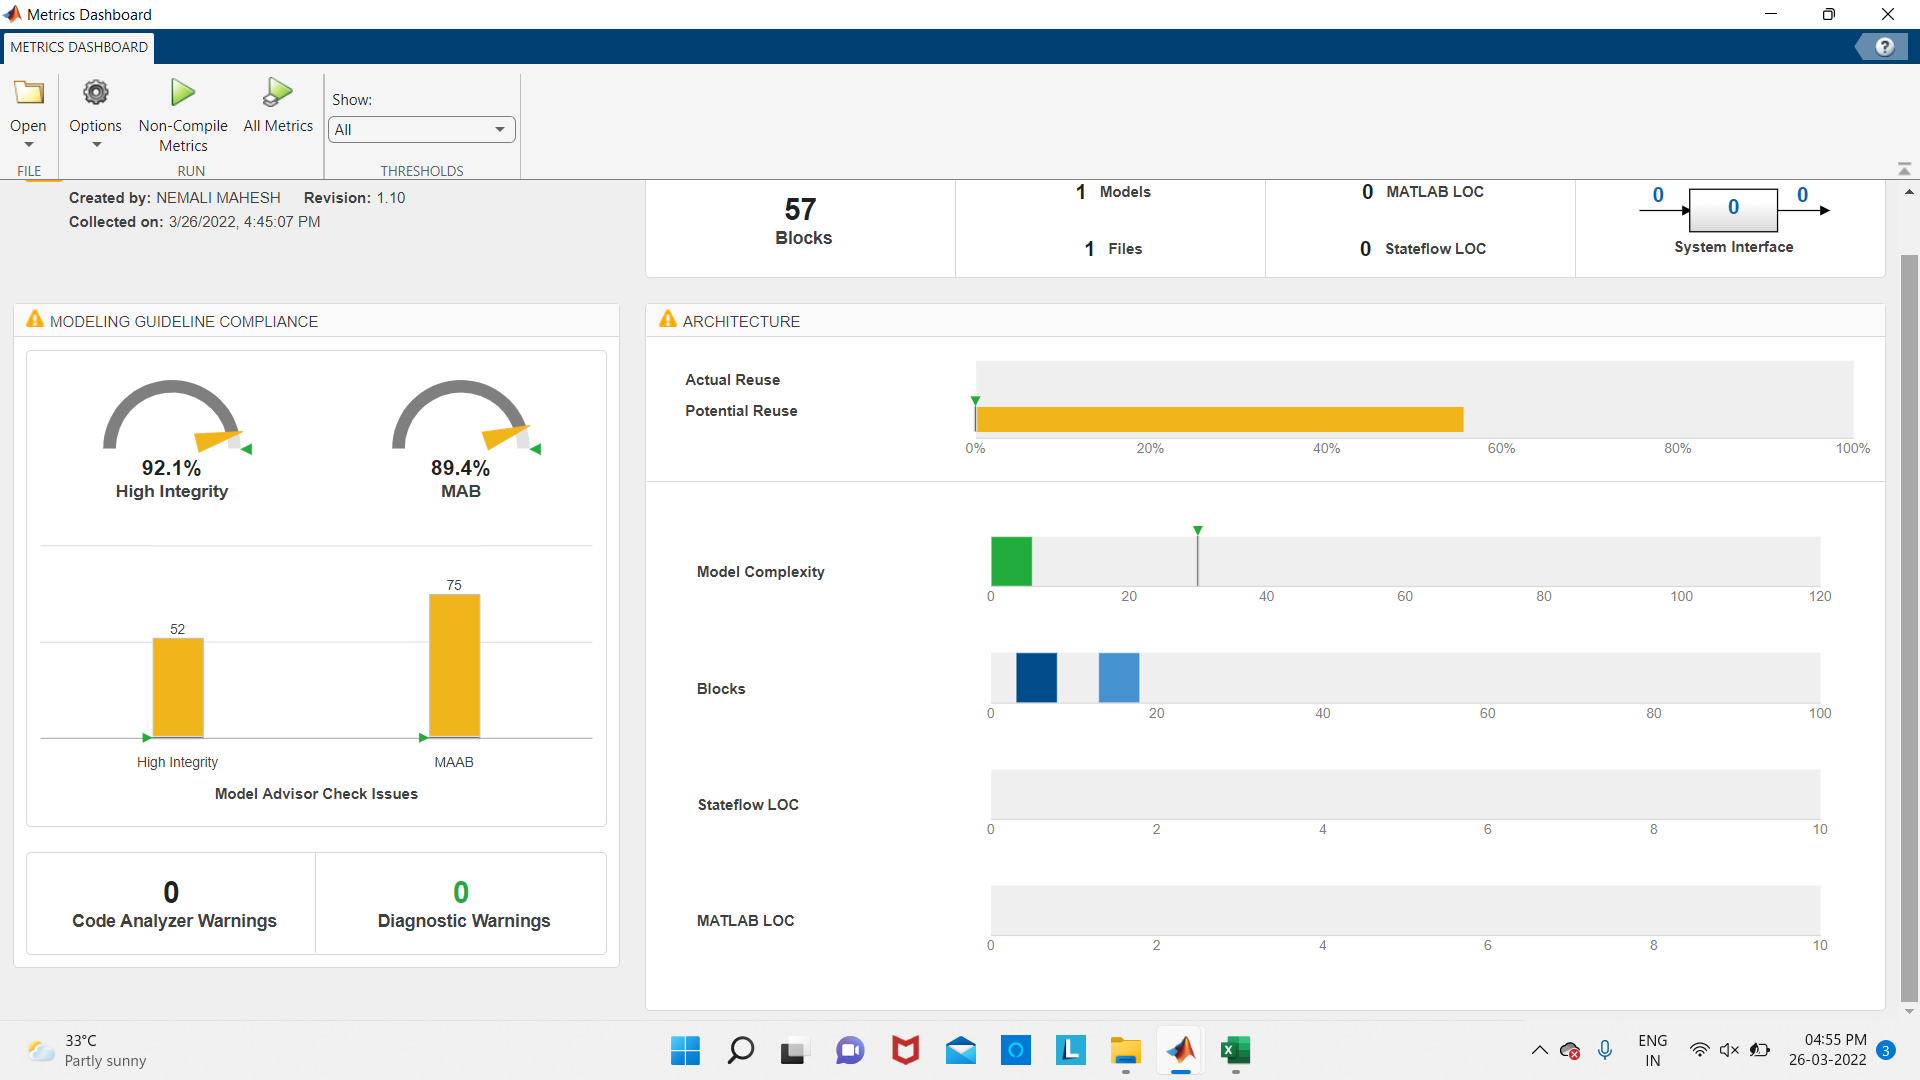 Metrics Dashboard
METRICS DASHBOARD
?
Open
Options
Non-Compile
Metrics
All Metrics
Show:
All
FILE
RUN
THRESHOLDS
Created by: NEMALI MAHESH Revision: 1.10
Collected on: 3/26/2022, 4:45:07 PM
57
Blocks
1 Models
1 Files
0 MATLAB LOC
0 Stateflow LOC
0 0 0
System Interface
MODELING GUIDELINE COMPLIANCE
92.1%
High Integrity
89.4%
MAB
52
75
High Integrity
MAAB
Model Advisor Check Issues
0
Code Analyzer Warnings
0
Diagnostic Warnings
ARCHITECTURE
Actual Reuse
Potential Reuse
0% 20% 40% 60% 80% 100%
Model Complexity
0 20 40 60 80 100 120
Blocks
0 20 40 60 80 100
Stateflow LOC
0 2 4 6 8 10
MATLAB LOC
0 2 4 6 8 10
33°C
Partly sunny
L
ENG
IN
04:55 PM
26-03-2022
3